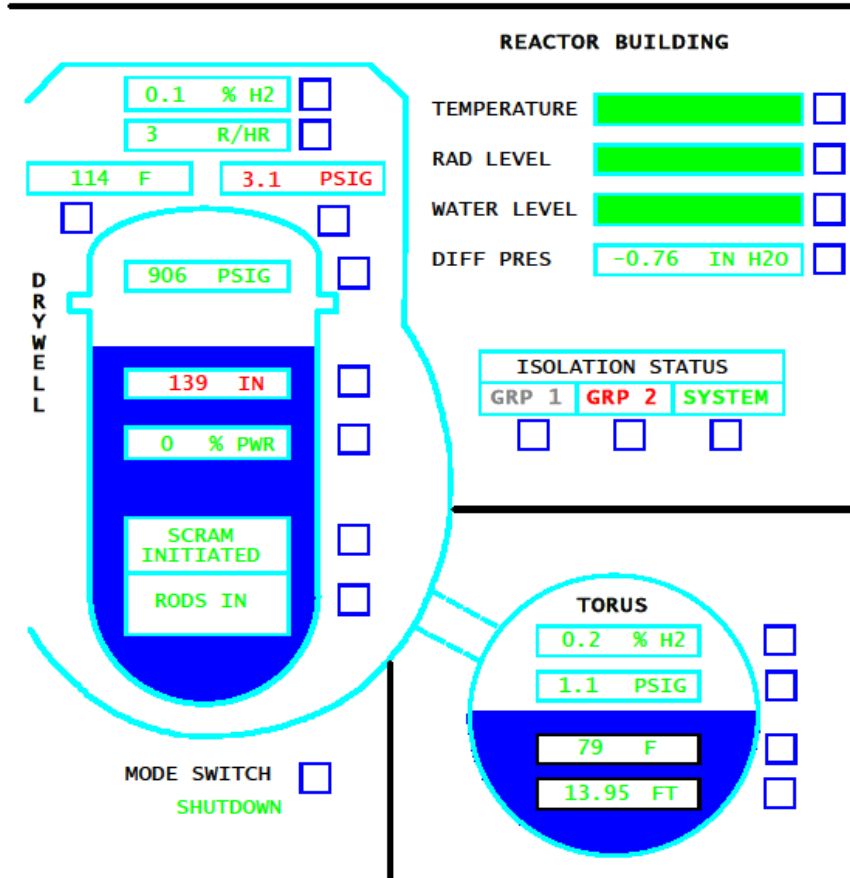 REACTOR BUILDING
0.1 % H2
3 R/HR
114 F 3.1 PSIG
906 PSIG
139 IN
0 % PWR
SCRAM
INITIATED
RODS IN
DRYWELL
MODE SWITCH
SHUTDOWN
TEMPERATURE
RAD LEVEL
WATER LEVEL
DIFF PRES -0.76 IN H2O
ISOLATION STATUS
GRP 1 GRP 2 SYSTEM
TORUS
0.2 % H2
1.1 PSIG
79 F
13.95 FT